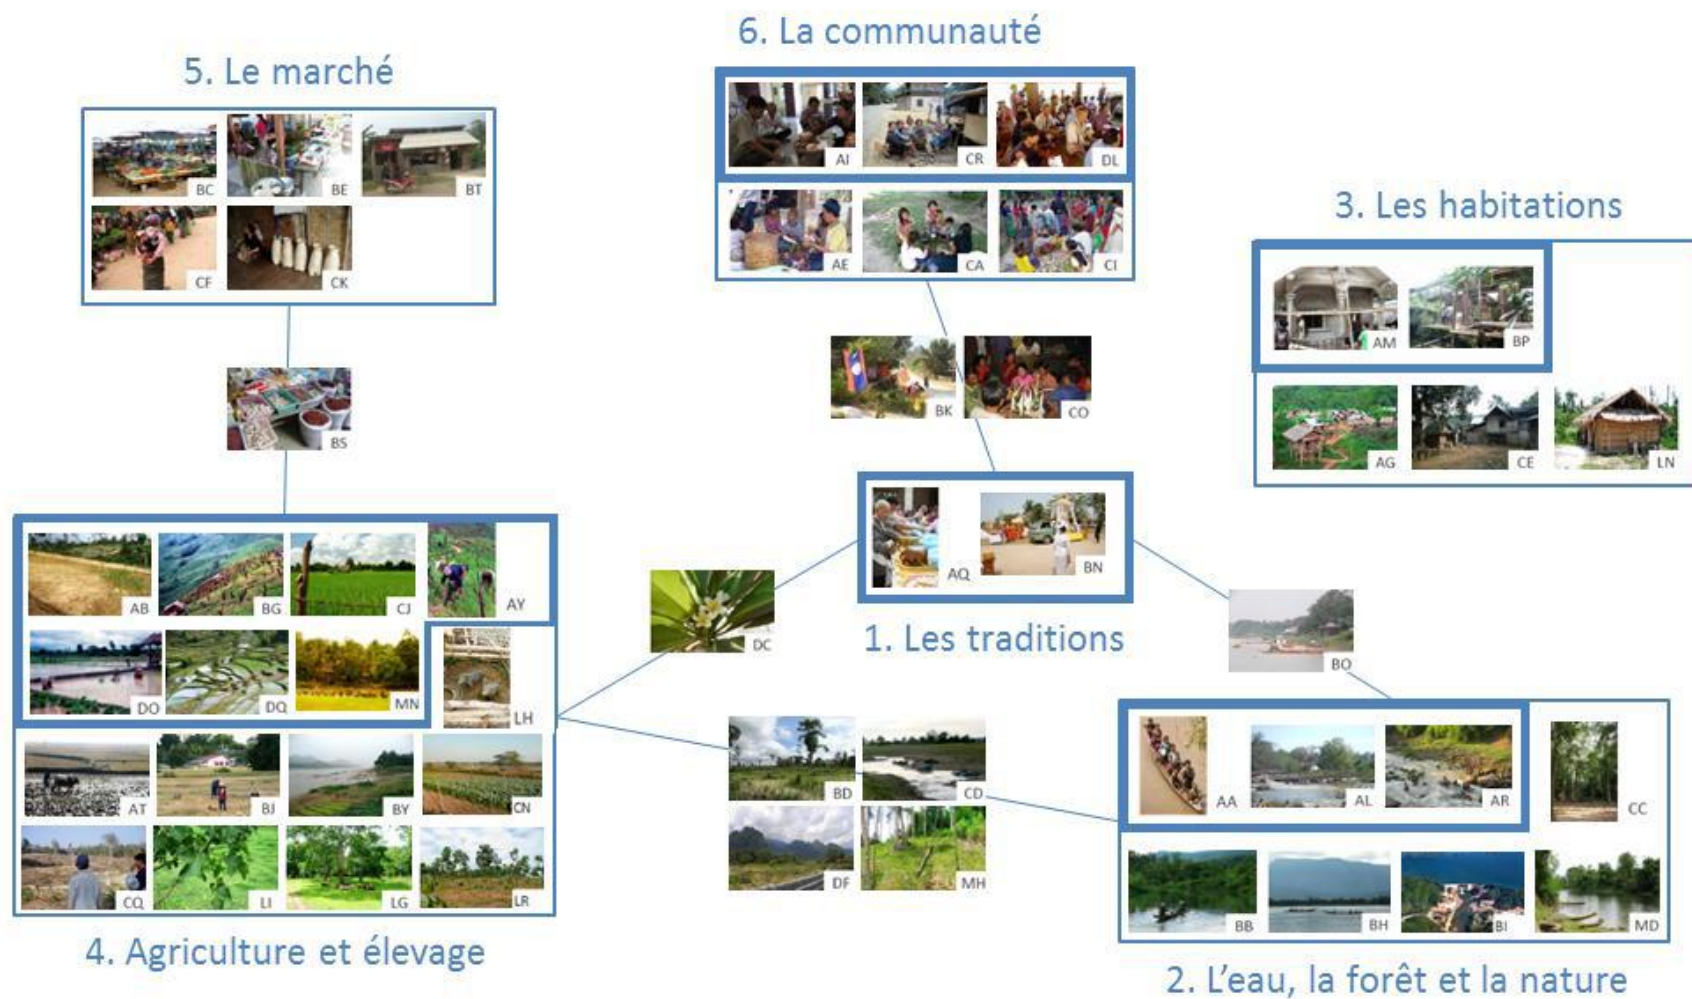 6. La communauté
5. Le marché
AI CR DL
BC BE BT
3. Les habitations
CF CK
AE CA CI
AM BP
BK CO
BS
AG CE LN
AQ BN
AB BG CJ AY
1. Les traditions
DC
BO
DO DQ MN LH
AA AL AR CC
AT BJ BY CN
BD CD
CQ LI LG LR
DF MH
BB BH BI MD
4. Agriculture et élevage
2. L'eau, la forêt et la nature